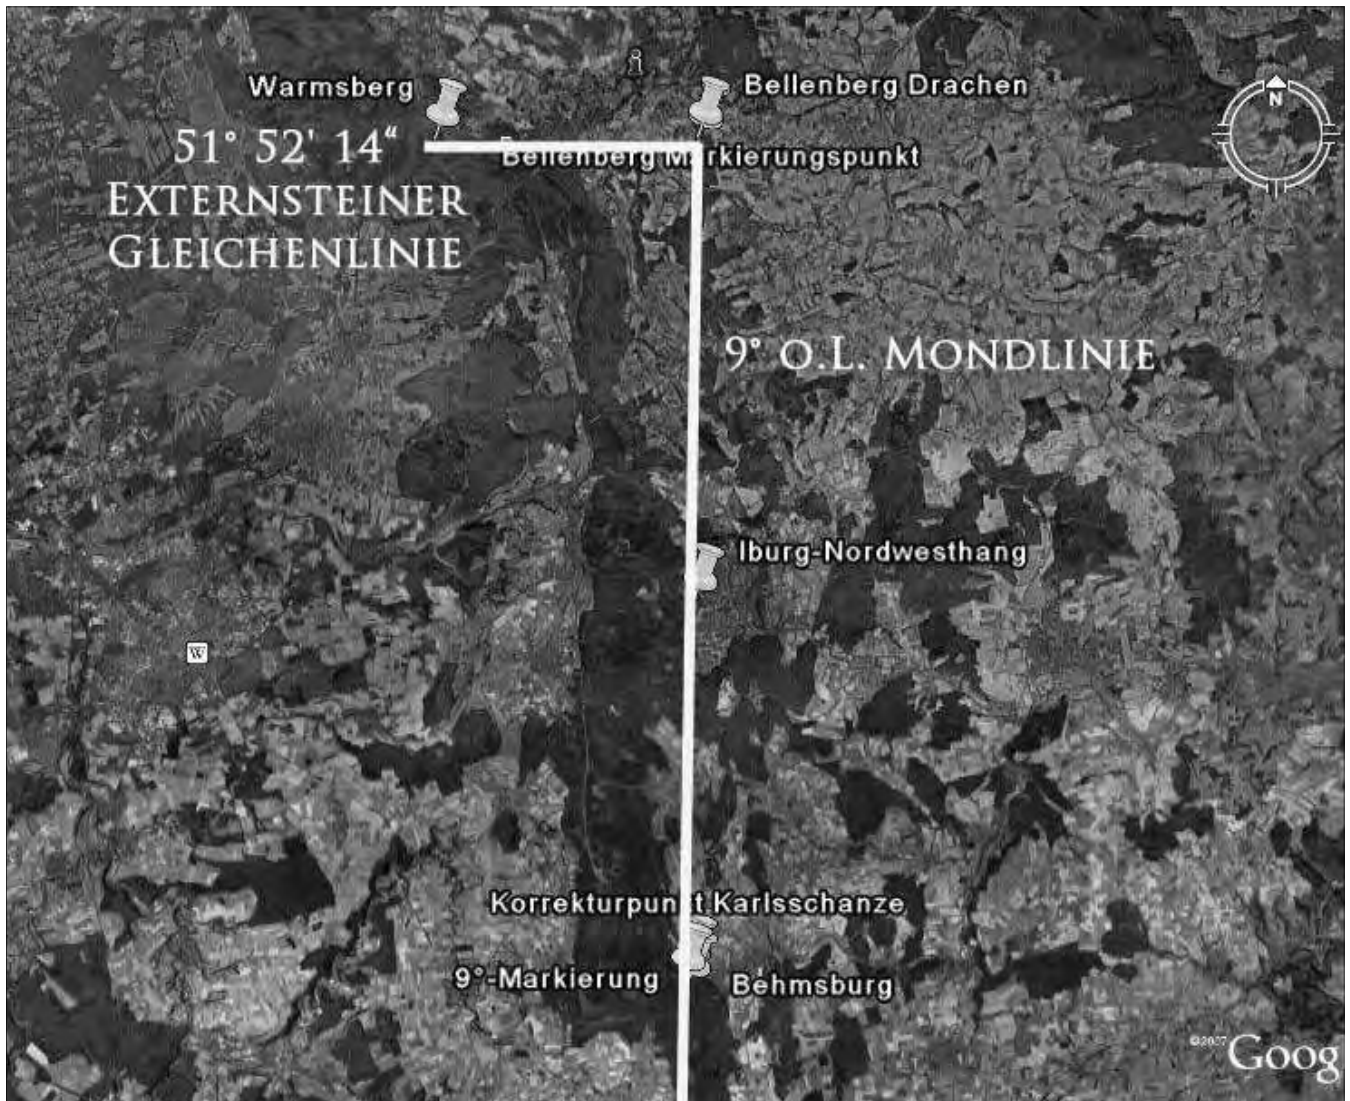 Warmsberg
Bellenberg Drachen
N
51° 52' 14“
Bellenberg Markierungspunkt
EXTERNSTEINER
GLEICHENLINIE
9° O.L. MONDLINIE
Iburg-Nordwesthang
W
Korrekturpunkt Karlsschanze
9°-Markierung
Behmsburg
©2007 Goog